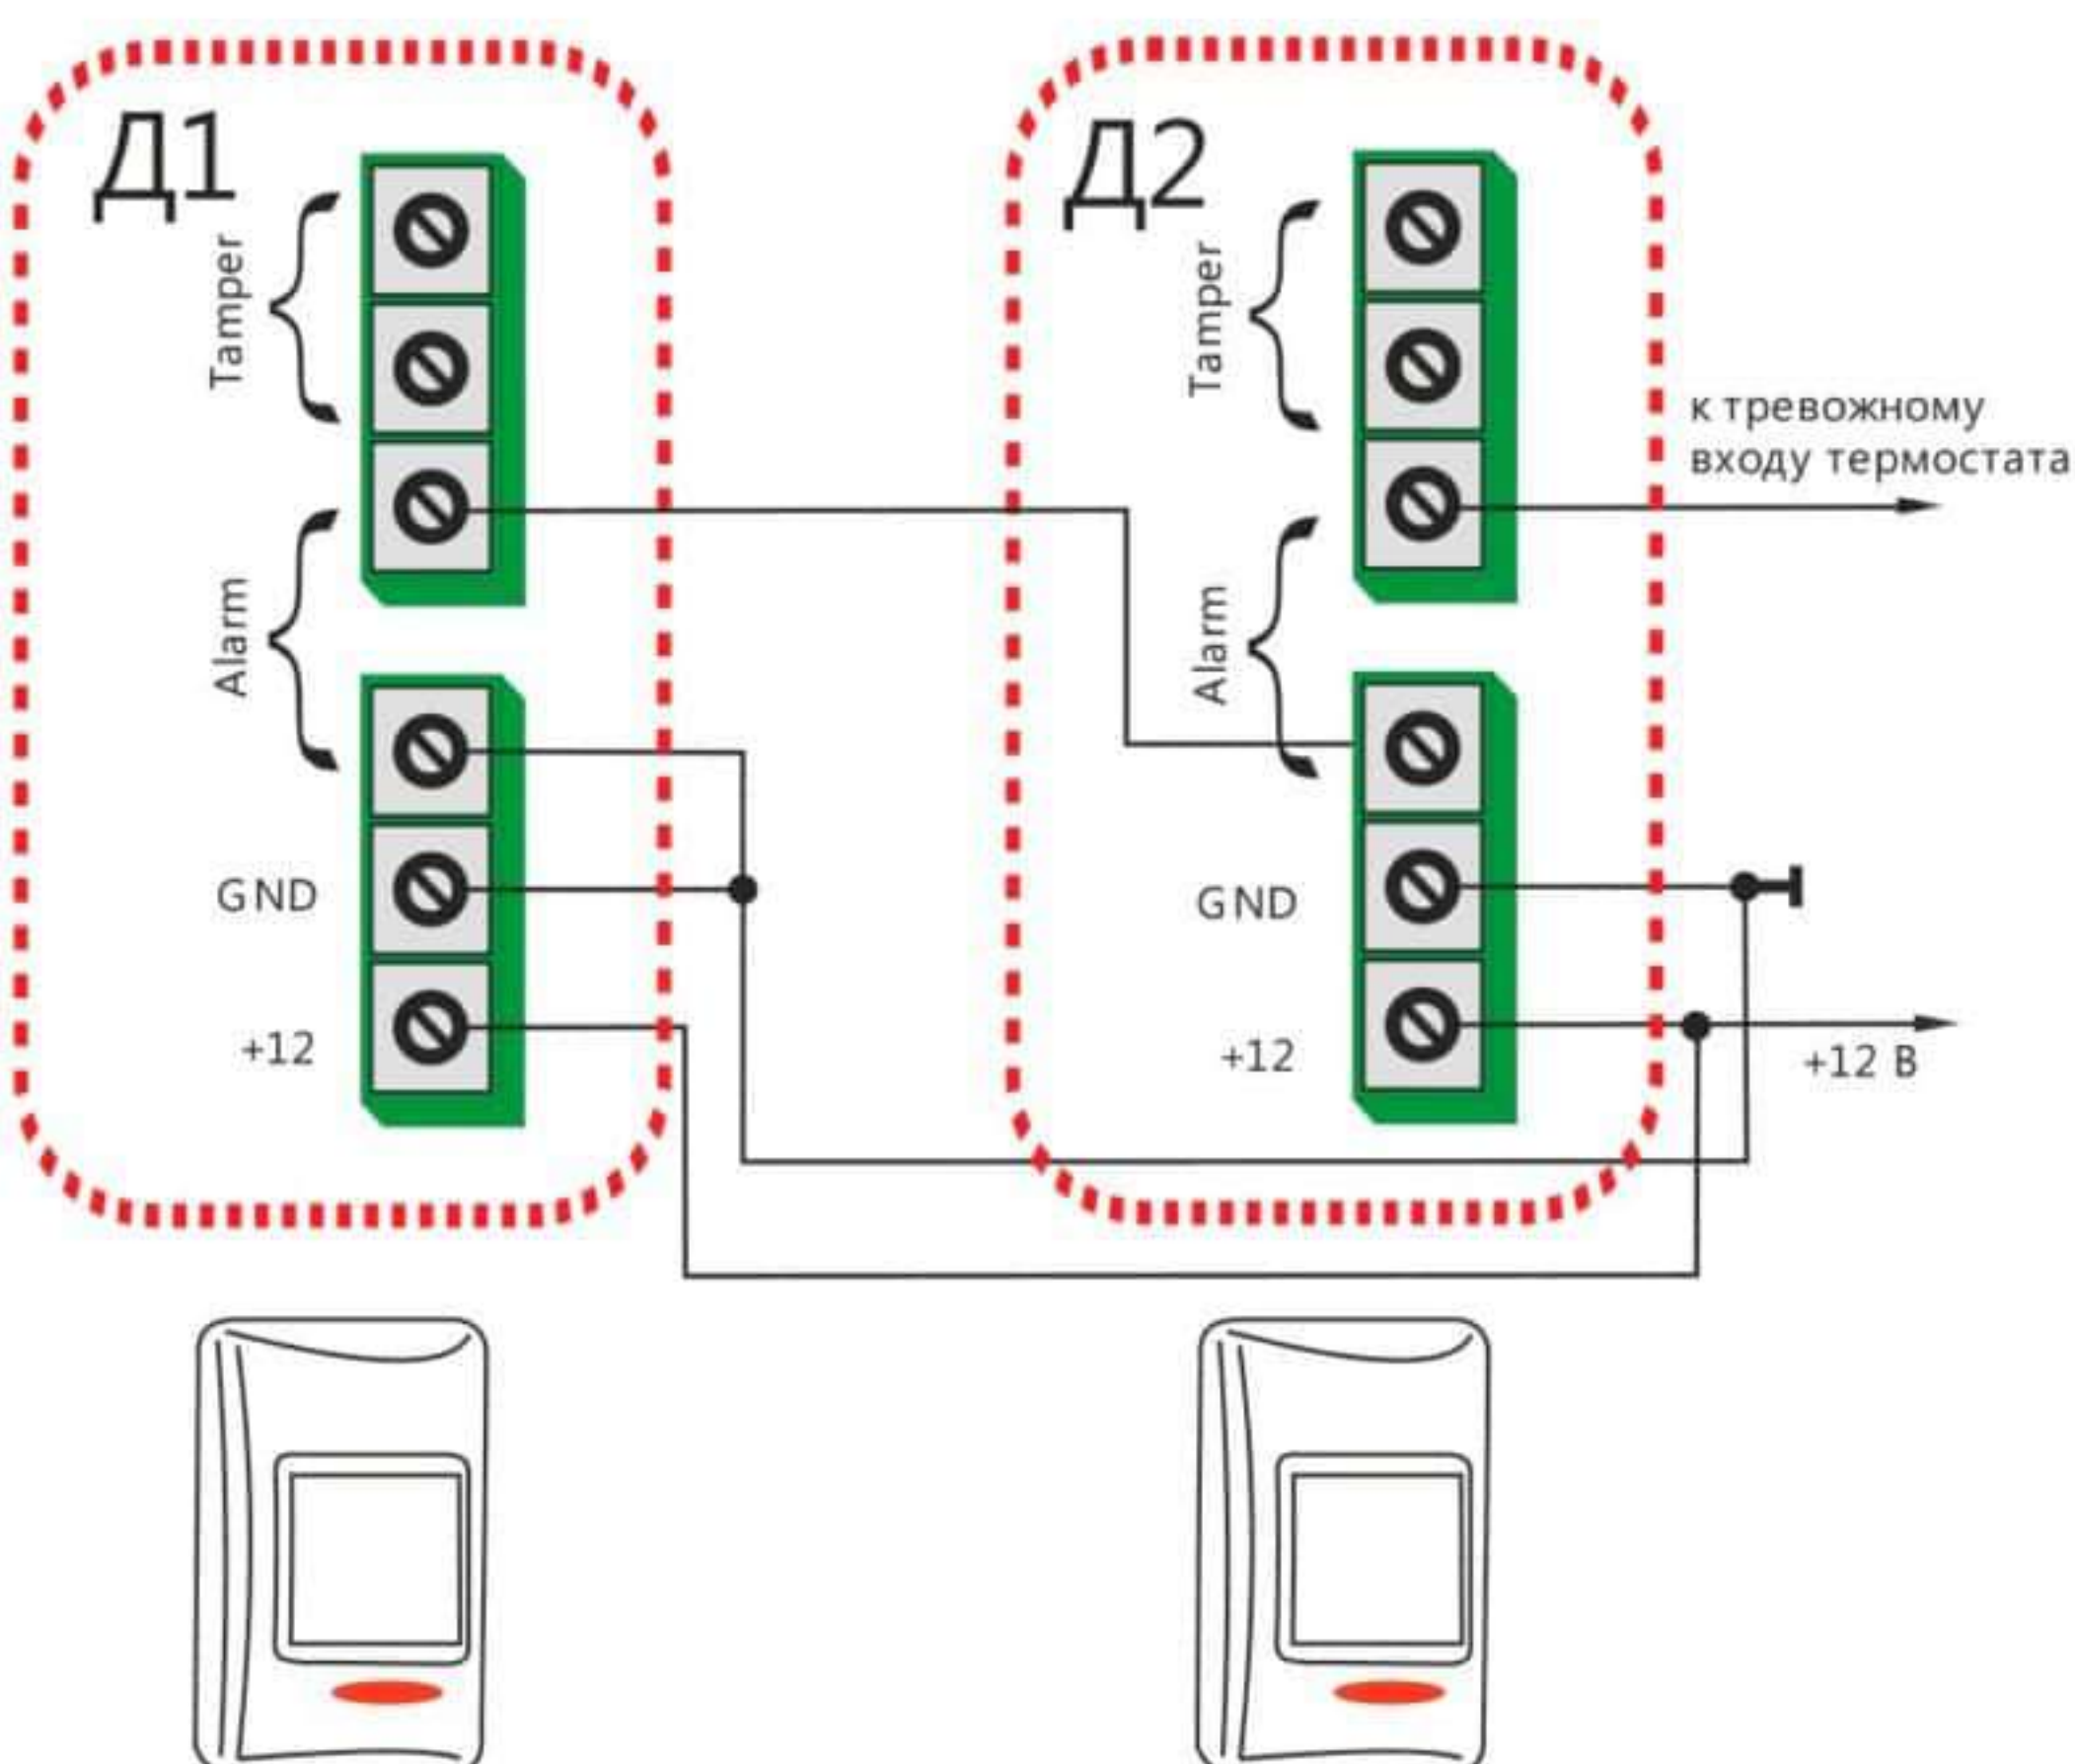 Д1
Tamper
Alarm
GND
+12
Д2
Tamper
Alarm
GND
+12
к тревожному
входу термостата
+12 В